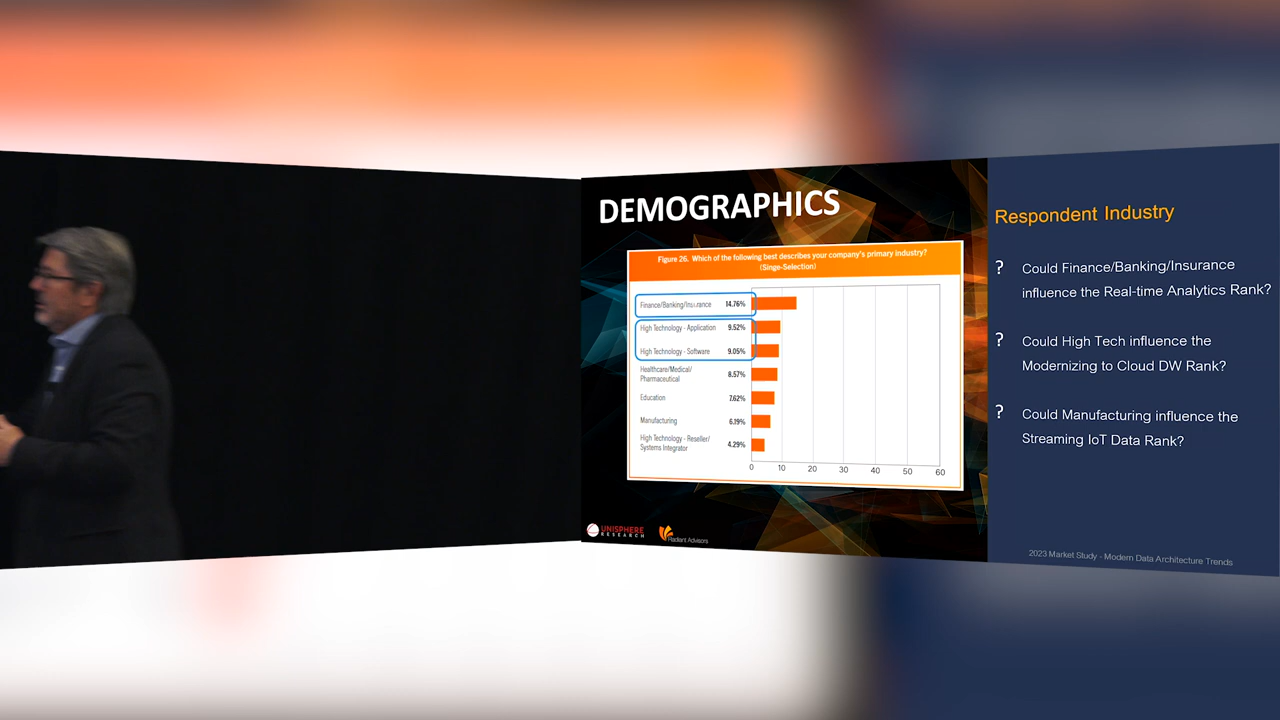 DEMOGRAPHICS
Figure 26. Which of the following best describes your company's primary industry?
(Singe-Selection)
Finance/Banking/Insurance 14.76%
High Technology - Application 9.52%
High Technology - Software 9.05%
Healthcare/Medical/
Pharmaceutical 8.57%
Education 7.62%
Manufacturing 6.19%
High Technology - Reseller/
Systems Integrator 4.29%
0 10 20 30 40 50 60
UNISPHERE
RESEARCH
Radiant Advisors
Respondent Industry
? Could Finance/Banking/Insurance
influence the Real-time Analytics Rank?
? Could High Tech influence the
Modernizing to Cloud DW Rank?
? Could Manufacturing influence the
Streaming IoT Data Rank?
2023 Market Study - Modern Data Architecture Trends